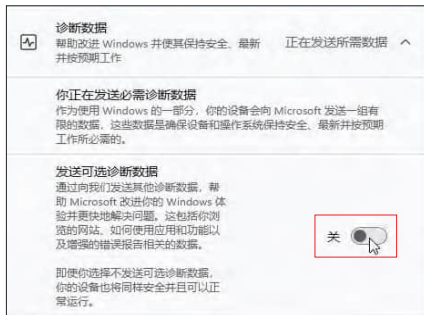 诊断数据
帮助改进 Windows 并使其保持安全、最新
并按预期工作
正在发送所需数据
你正在发送必需诊断数据
作为使用 Windows 的一部分，你的设备会向 Microsoft 发送一组有
限的数据，这些数据是确保设备和操作系统保持安全、最新并按预期
工作所必需的。
发送可选诊断数据
通过向我们发送其他诊断数据，帮
助 Microsoft 改进你的 Windows 体
验并更快地解决问题。这包括你浏
览的网站、如何使用应用和功能以
及增强的错误报告相关的数据。
关
即便你选择不发送可选诊断数据，
你的设备也将同样安全并且可以正
常运行。